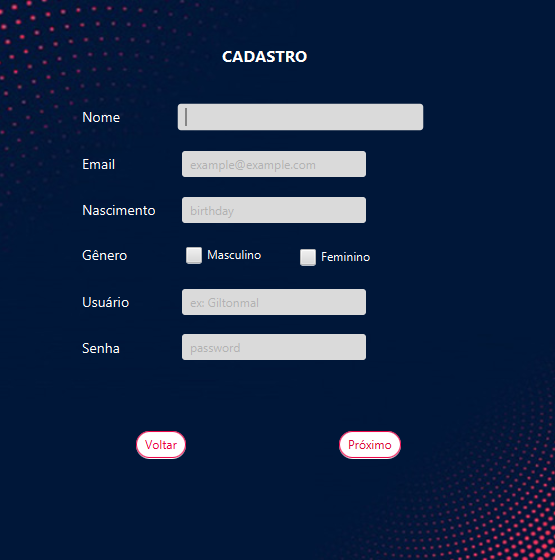 CADASTRO
Nome
Email example@example.com
Nascimento birthday
Gênero Masculino Feminino
Usuário ex: Giltonmal
Senha password
Voltar Próximo